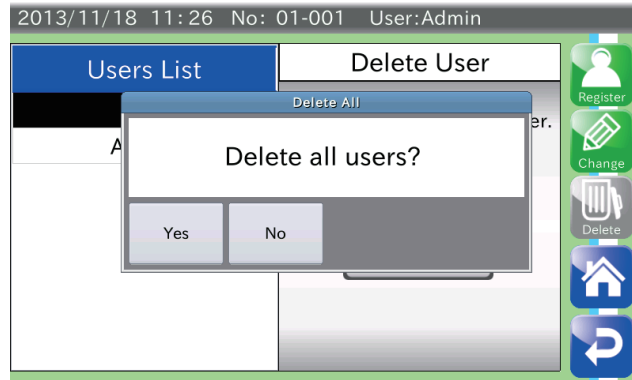 2013/11/18 11:26 No: 01-001 User:Admin
Users List
Delete User
Delete All
er.
A
Delete all users?
Yes No
Register
Change
Delete